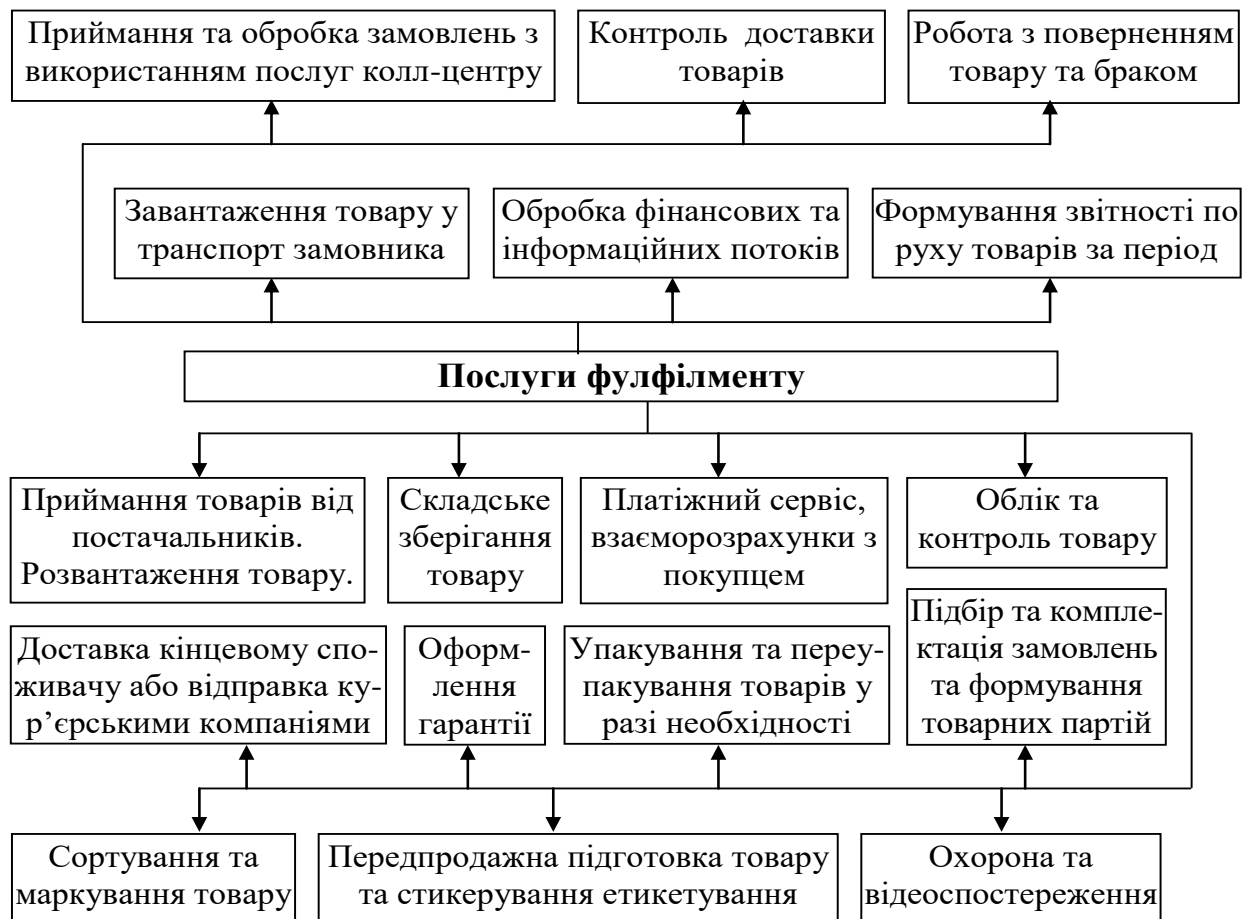 Приймання та обробка замовлень з
використанням послуг колл-центру
Контроль доставки
товарів
Робота з поверненням
товару та браком
Завантаження товару у
транспорт замовника
Обробка фінансових та
інформаційних потоків
Формування звітності по
руху товарів за період
Послуги фулфілменту
Приймання товарів від
постачальників.
Розвантаження товару.
Складське
зберігання
товару
Платіжний сервіс,
взаєморозрахунки з
покупцем
Облік та
контроль товару
Доставка кінцевому спо-
живачу або відправка ку-
р’єрськими компаніями
Оформ-
лення
гарантії
Упакування та переу-
пакування товарів у
разі необхідності
Підбір та компле-
ктація замовлень
та формування
товарних партій
Сортування та
маркування товару
Передпродажна підготовка товару
та стикерування етикетування
Охорона та
відеоспостереження